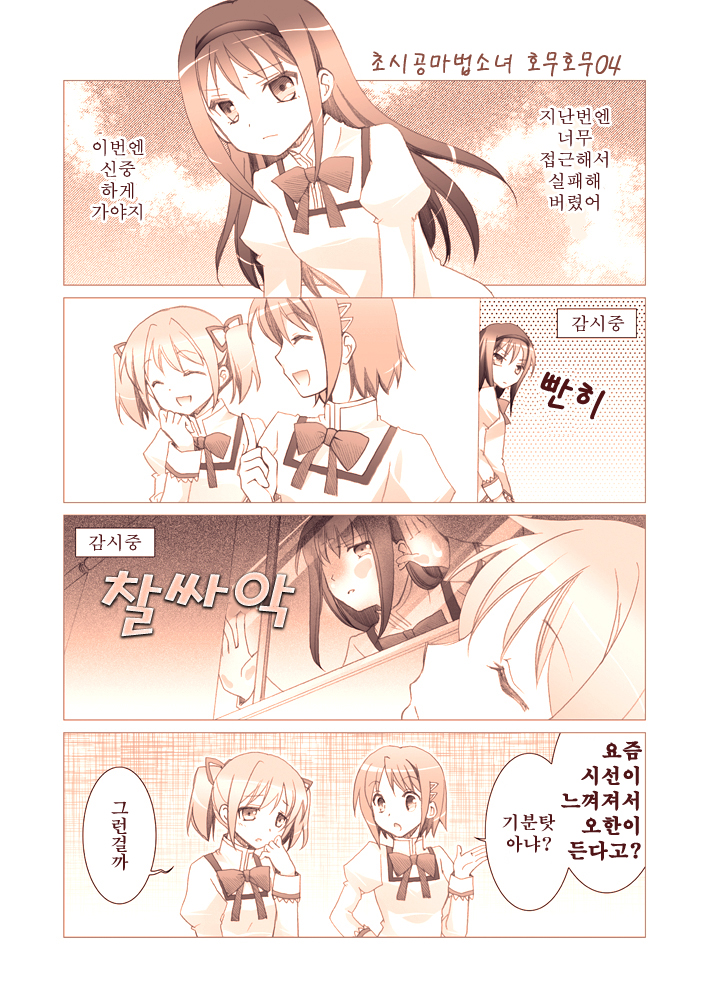 초시공마법소녀 호무호무04
지난번엔
너무
접근해서
실패해
버렸어
이번엔
신중
하게
가야지
감시중
빤히
감시중
찰싸악
요즘
시선이
느껴져서
오한이
든다고?
기분탓
아냐?
그
런걸까